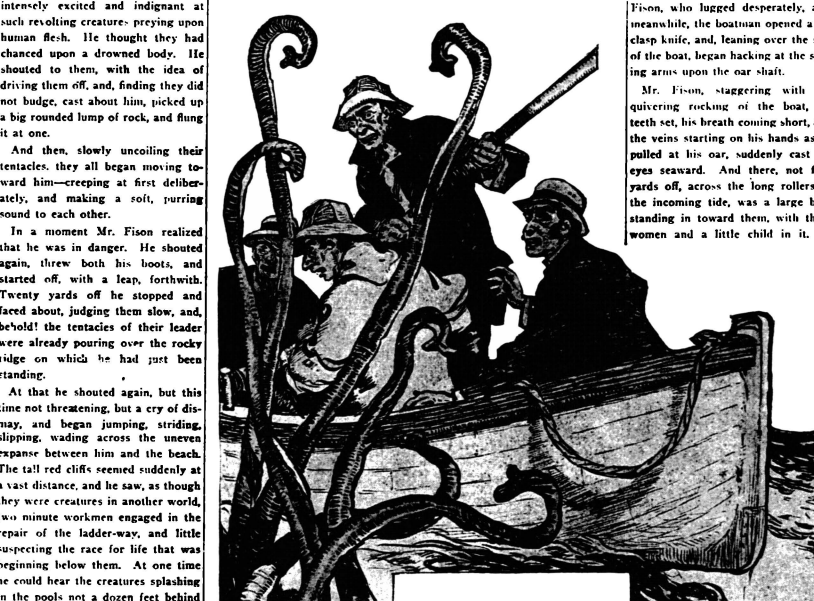 intensely excited and indignant at
such revolting creatures preying upon
human flesh. He thought they had
chanced upon a drowned body. He
shouted to them, with the idea of
driving them off, and, finding they did
not budge, cast about him, picked up
a big rounded lump of rock, and flung
it at one.
And then, slowly uncoiling their
tentacles, they all began moving to-
ward him—creeping at first deliber-
ately, and making a soft, purring
sound to each other.
In a moment Mr. Fison realized
that he was in danger. He shouted
again, threw both his boots, and
started off, with a leap, forthwith.
Twenty yards off he stopped and
faced about, judging them slow, and,
behold! the tentacles of their leader
were already pouring over the rocky
ridge on which he had just been
standing.
At that he shouted again, but this
time not threatening, but a cry of dis-
may, and began jumping, striding,
slipping, wading across the uneven
expanse between him and the beach.
The tall red cliffs seemed suddenly at
a vast distance, and he saw, as though
they were creatures in another world,
two minute workmen engaged in the
repair of the ladder-way, and little
suspecting the race for life that was
beginning below them. At one time
he could hear the creatures splashing
in the pools not a dozen feet behind
Fison, who lugged desperately,
meanwhile, the boatman opened a
clasp knife, and, leaning over the
of the boat, began hacking at the
ing arms upon the oar shaft.
Mr. Fison, staggering with
quivering rocking of the boat,
teeth set, his breath coming short,
the veins starting on his hands as
pulled at his oar, suddenly cast
eyes seaward. And there, not
yards off, across the long rollers
the incoming tide, was a large
standing in toward them, with
women and a little child in it.